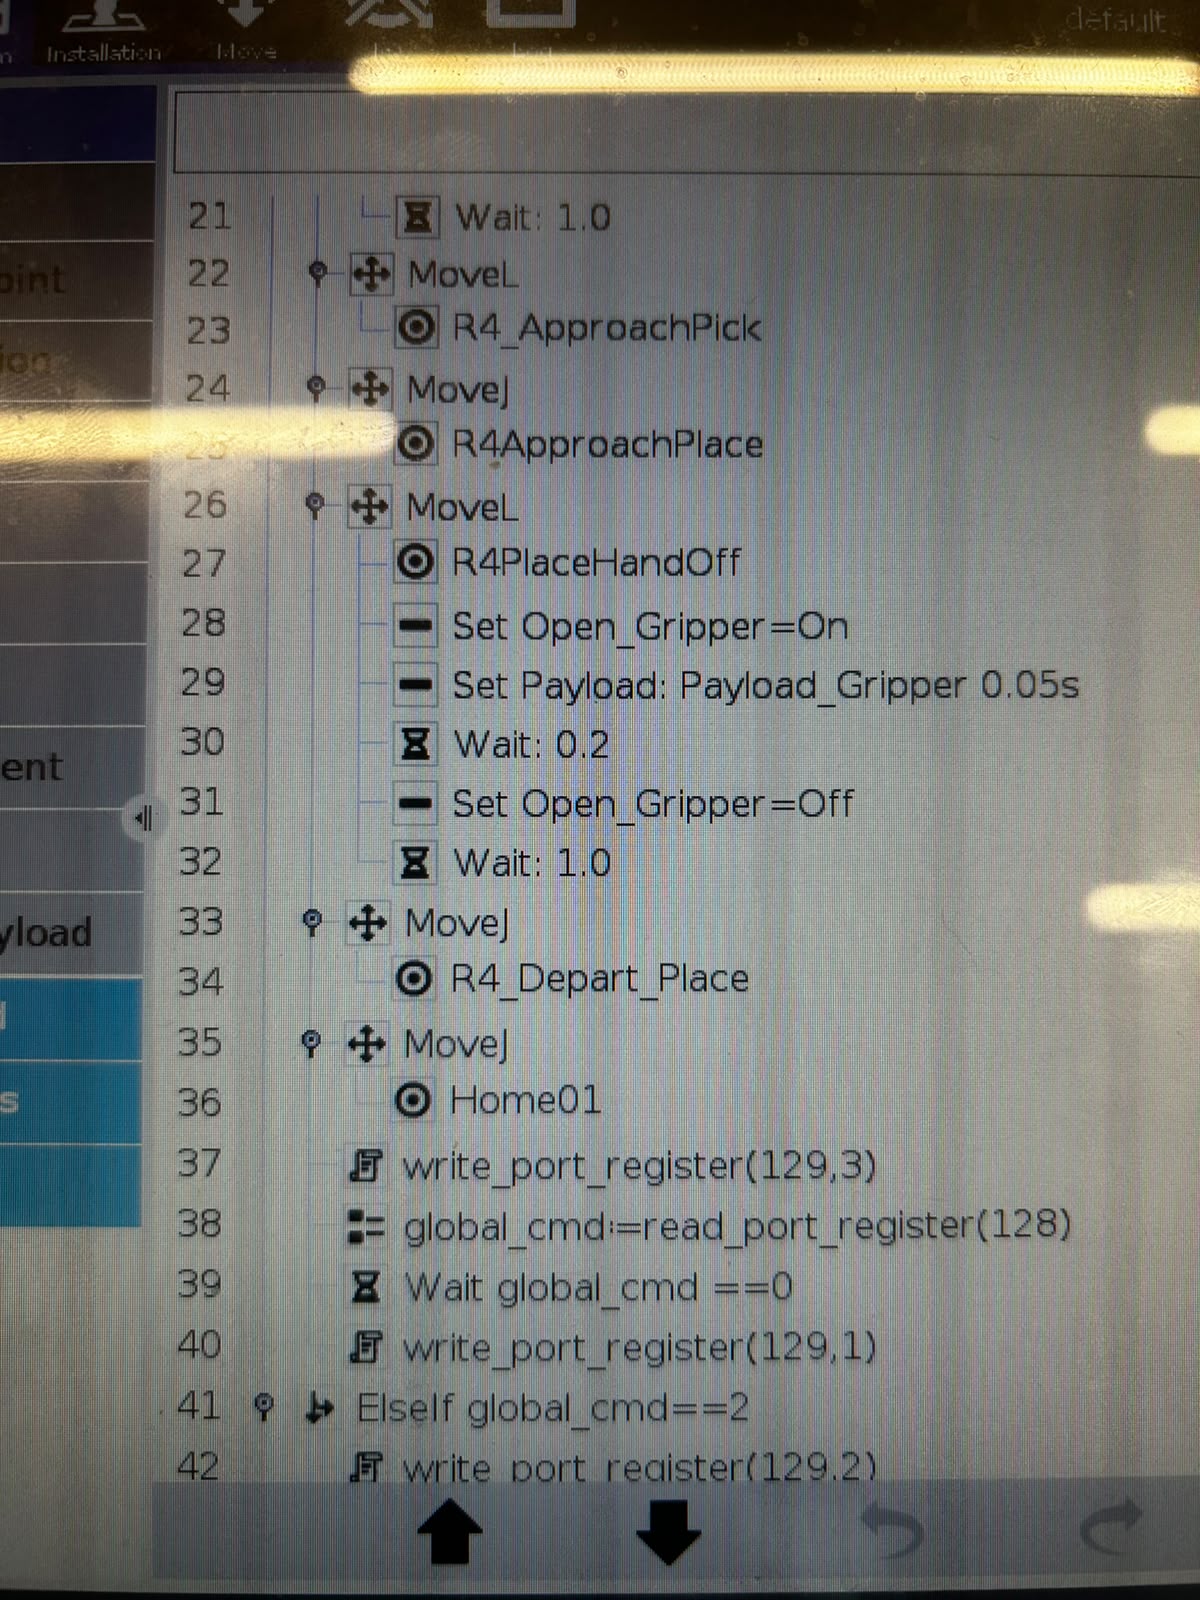 default
Installation
Move
21 Wait: 1.0
22 MoveL
23 R4_ApproachPick
24 MoveJ
25 R4ApproachPlace
26 MoveL
27 R4PlaceHandOff
28 Set Open_Gripper=On
29 Set Payload: Payload_Gripper 0.05s
30 Wait: 0.2
31 Set Open_Gripper=Off
32 Wait: 1.0
33 MoveJ
34 R4_Depart_Place
35 MoveJ
36 Home01
37 write_port_register(129,3)
38 global_cmd:=read_port_register(128)
39 Wait global_cmd ==0
40 write_port_register(129,1)
41 ElseIf global_cmd==2
42 write_port_register(129,2)
oint
ion
ent
yload
s